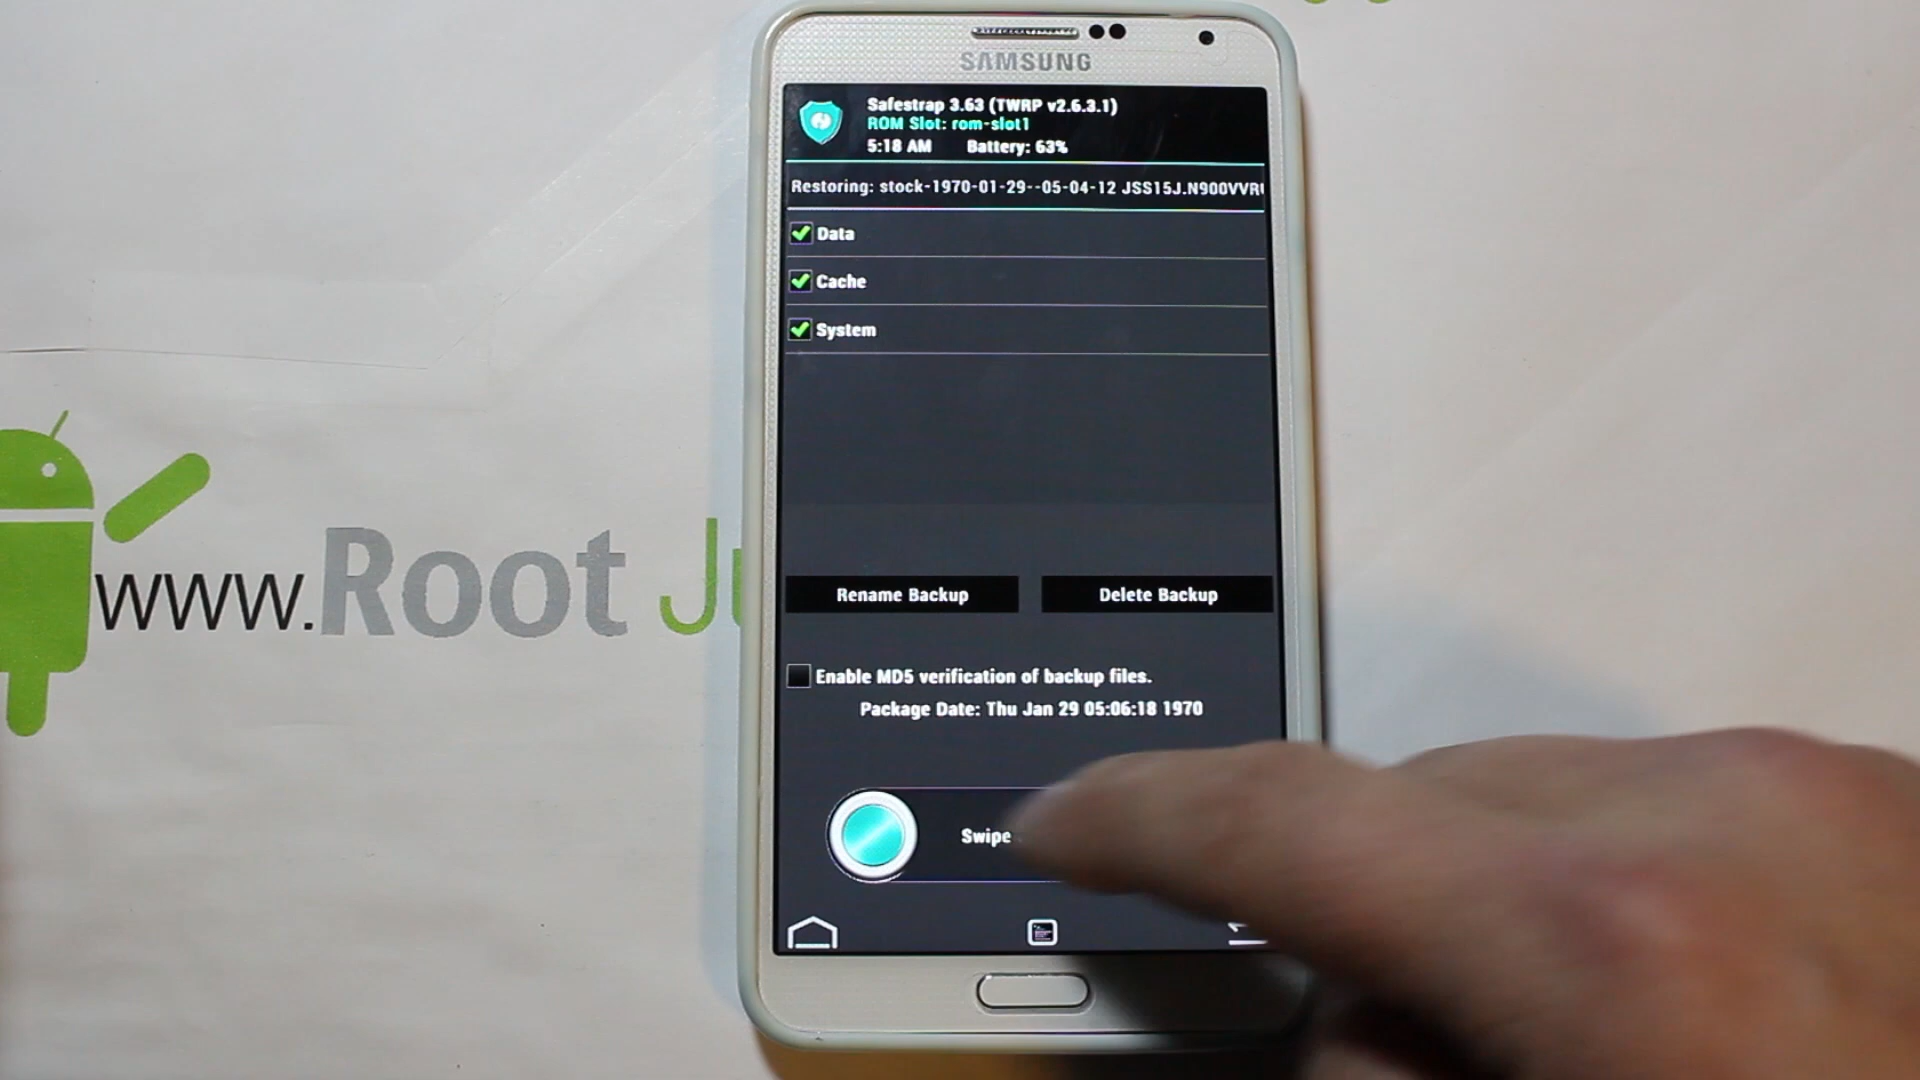 SAMSUNG
Safestrap 3.63 (TWRP v2.6.3.1)
ROM Slot: rom-slot1
5:18 AM Battery: 63%
Restoring: stock-1970-01-29--05-04-12 JSS15J.N900VVR
Data
Cache
System
www.Root J
Rename Backup Delete Backup
Enable MD5 verification of backup files.
Package Date: Thu Jan 29 05:06:18 1970
Swipe